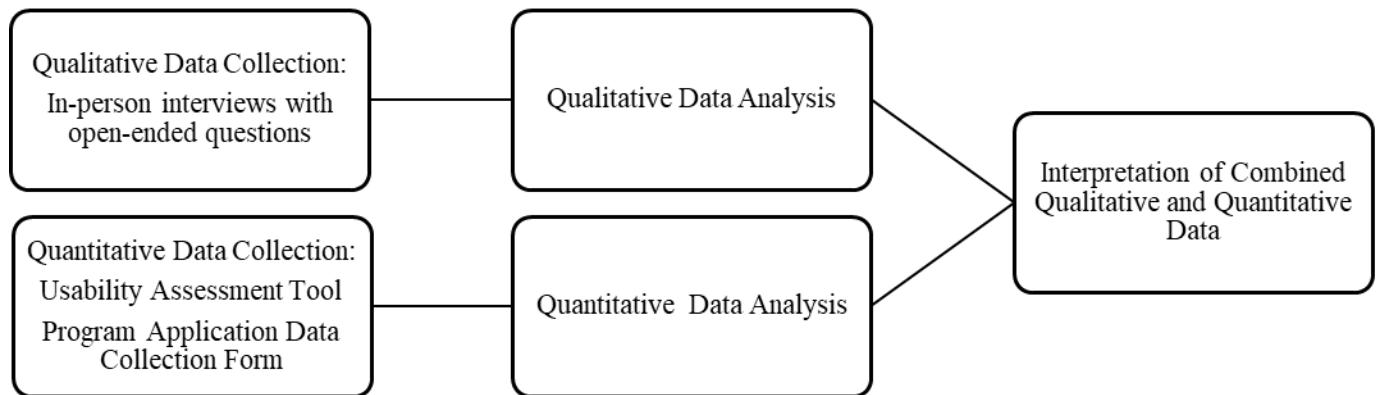 Qualitative Data Collection:
In-person interviews with
open-ended questions
Qualitative Data Analysis
Quantitative Data Collection:
Usability Assessment Tool
Program Application Data
Collection Form
Quantitative Data Analysis
Interpretation of Combined
Qualitative and Quantitative
Data